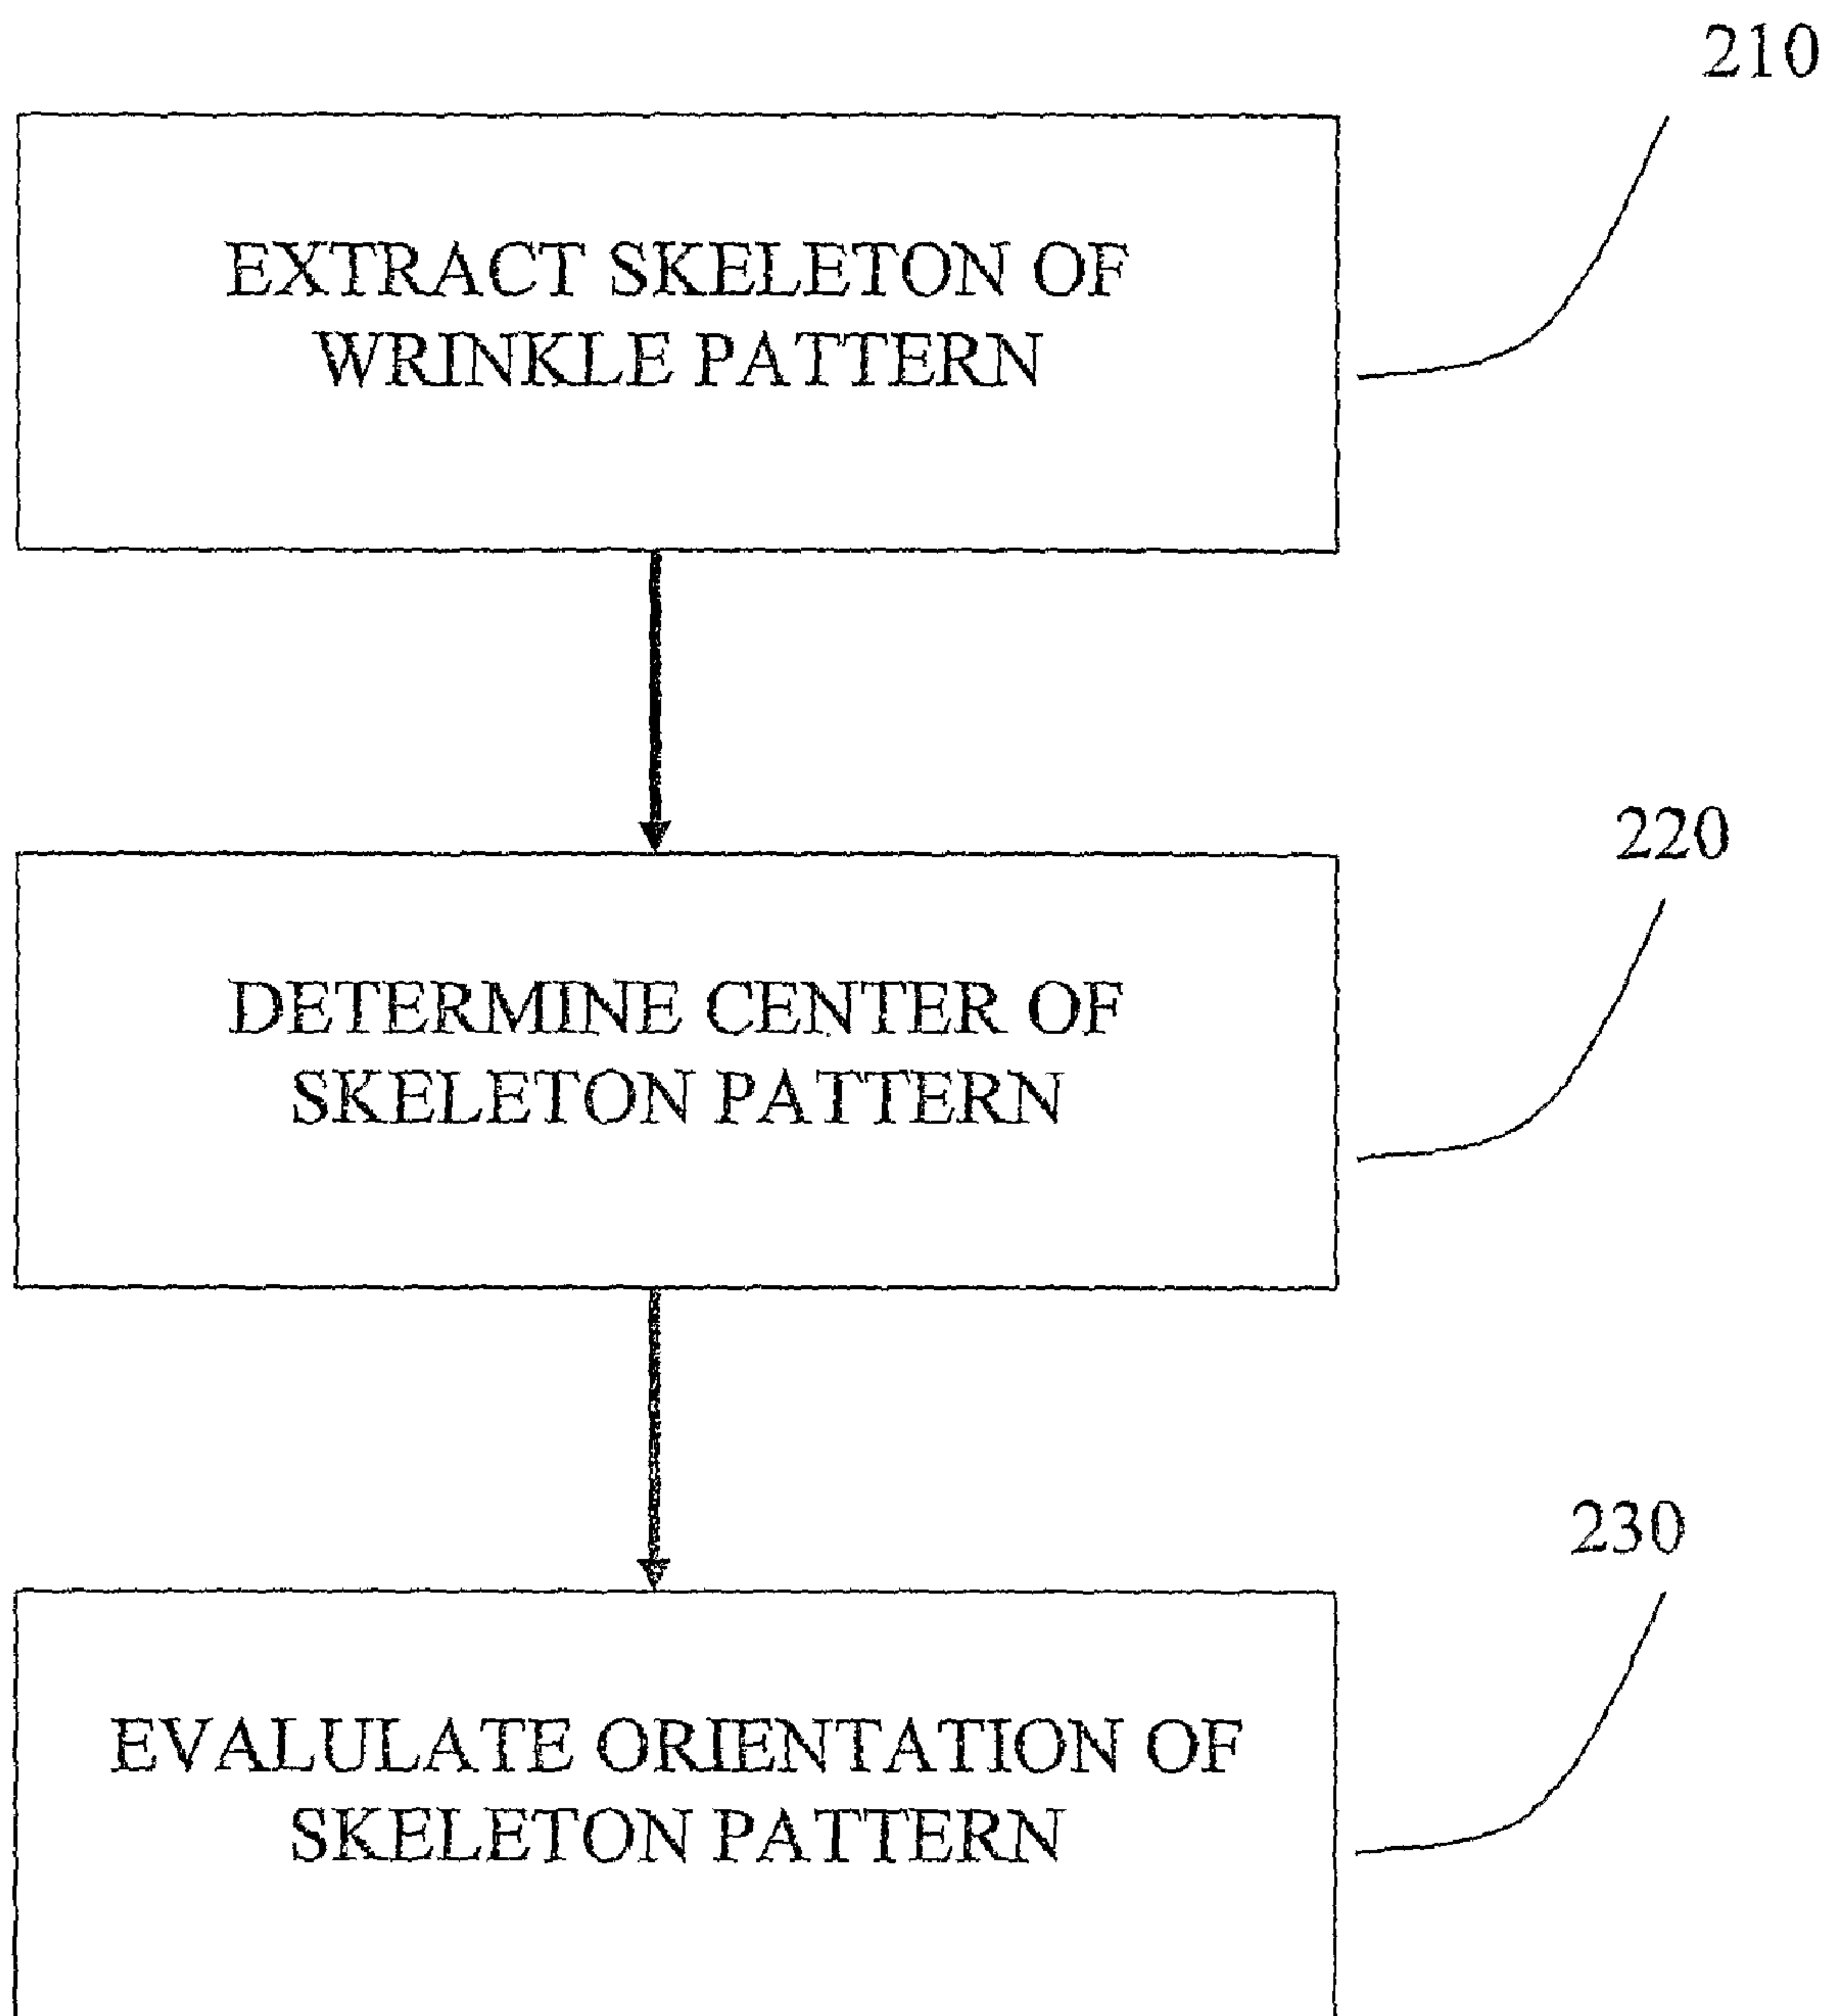 210
EXTRACT SKELETON OF
WRINKLE PATTERN
220
DETERMINE CENTER OF
SKELETON PATTERN
230
EVALULATE ORIENTATION OF
SKELETON PATTERN